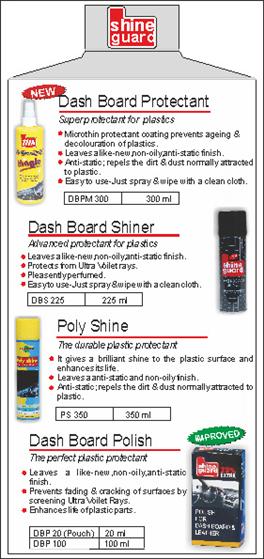 shine
guard
NEW
Dash Board Protectant
Super protectant for plastics
Microthin protectant coating prevents ageing &
decolouration of plastics.
Leaves a like-new,non-oily,anti-static finish.
Anti-static; repels the dirt & dust normally attracted
to plastic.
Easy to use-Just spray & wipe with a clean cloth.
DBPM 300 300 ml
Magic
Dash Board Shiner
Advanced protectant for plastics
Leaves a like-new,non-oily,anti-static finish.
Protects from Ultra Voilet rays.
Pleasently perfumed.
Easy to use-Just spray & wipe with a clean cloth.
DBS 225 225 ml
shine
guard
Poly Shine
The durable plastic protectant
It gives a brilliant shine to the plastic surface and
enhances its life.
Leaves a anti-static and non-oily finish.
Anti-static; repels the dirt & dust normally attracted to
plastic.
PS 350 350 ml
Dash Board Polish
The perfect plastic protectant
Leaves a like-new,non-oily,anti-static
finish.
Prevents fading & cracking of surfaces by
screening Ultra Voilet Rays.
Enhances life of plastic parts.
DBP 20 (Pouch) 20 ml
DBP 100 100 ml
IMPROVED
shine
guard
POLISH
FOR
DASHBOARD &
LEATHER